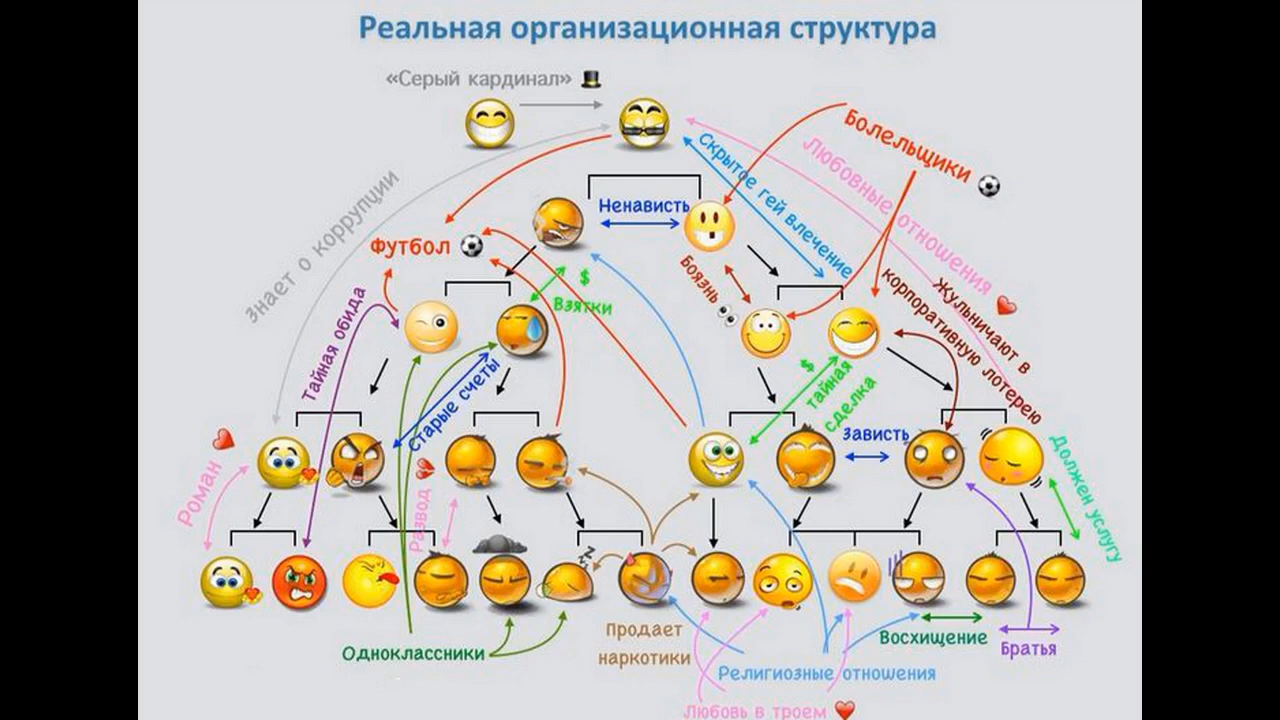 Реальная организационная структура
«Серый кардинал»
Болельщики
Любовные отношения
Скрытое гей влечение
Ненависть
Знает о коррупции
Футбол
$
Взятки
Боязнь
Жульничают в
корпоративную лотерею
Тайная обида
Старые счеты
$
тайная
сделка
Зависть
Должен услугу
Роман
Развод
z
z
Продает
наркотики
Одноклассники
Восхищение
Братья
Религиозные отношения
Любовь в троем